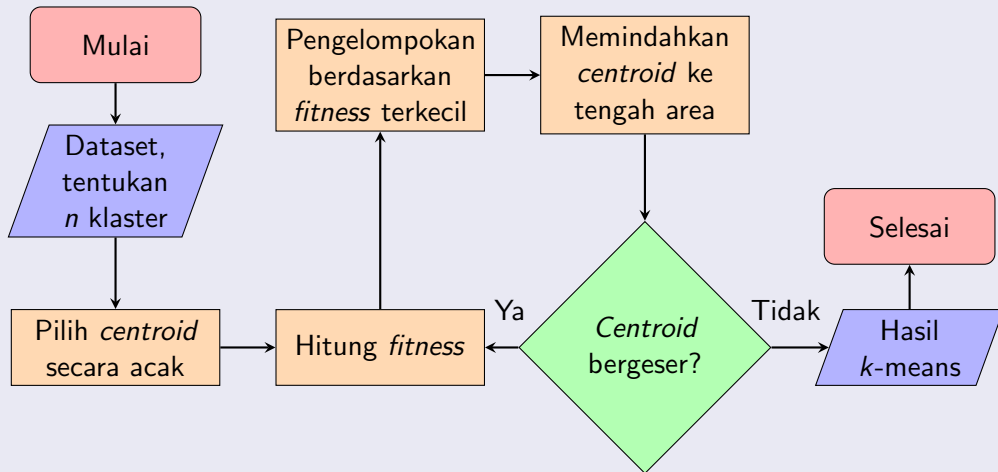 Mulai
Dataset,
tentukan
n klaster
Pilih centroid
secara acak
Hitung fitness
Pengelompokan
berdasarkan
fitness terkecil
Memindahkan
centroid ke
tengah area
Centroid
bergeser?
Ya
Tidak
Hasil
k-means
Selesai